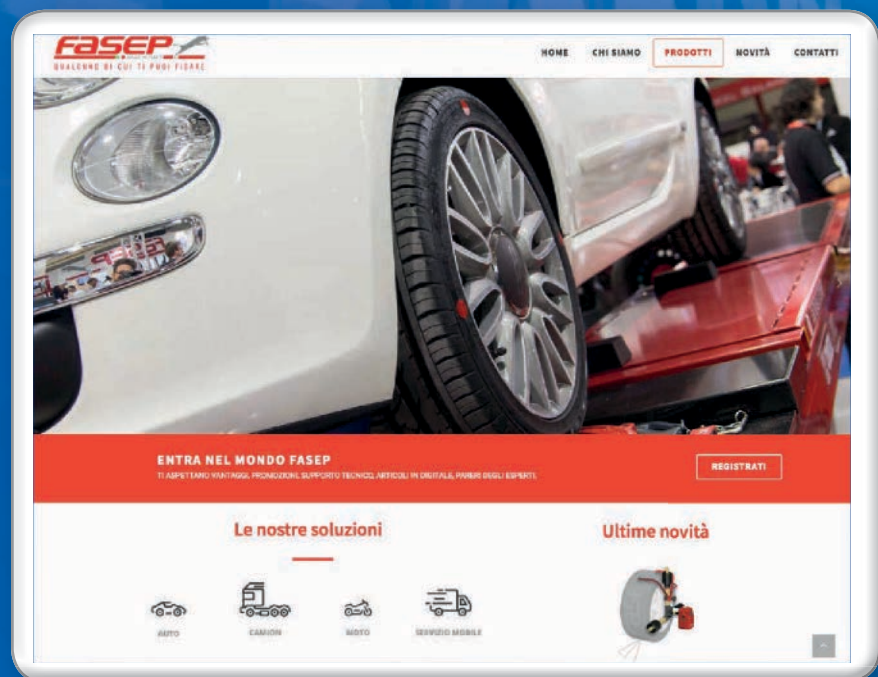 FASEP
QUALCUNO DI CUI TI PUOI FIDARE
HOME CHI SIAMO PRODOTTI NOVITÀ CONTATTI
ENTRA NEL MONDO FASEP
TI ASPETTANO VANTAGGI, PROMOZIONI, SUPPORTO TECNICO, ARTICOLI IN DIGITALE, PARERI DEGLI ESPERTI.
REGISTRATI
Le nostre soluzioni
Ultime novità
AUTO CAMION MOTO SERVIZIO MOBILE